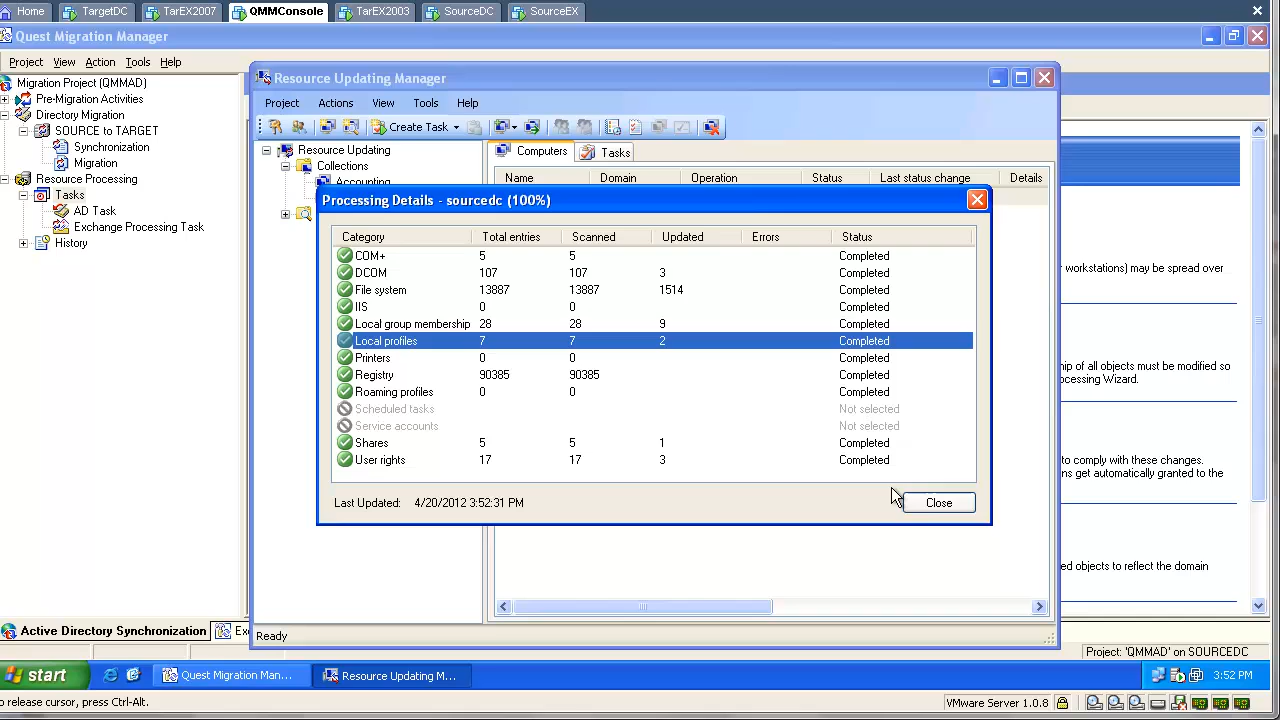 Home TargetDC TarEX2007 QMMConsole TarEX2003 SourceDC SourceEX
Quest Migration Manager
Project View Action Tools Help
Migration Project (QMMAD)
Pre-Migration Activities
Directory Migration
SOURCE to TARGET
Synchronization
Migration
Resource Processing
Tasks
AD Task
Exchange Processing Task
History
Resource Updating Manager
Project Actions View Tools Help
Create Task
Resource Updating
Collections
Accounting
Computers Tasks
Name Domain Operation Status Last status change Details
Processing Details - sourcedc (100%)
Category Total entries Scanned Updated Errors Status
COM+ 5 5 Completed
DCOM 107 107 3 Completed
File system 13887 13887 1514 Completed
IIS 0 0 Completed
Local group membership 28 28 9 Completed
Local profiles 7 7 2 Completed
Printers 0 0 Completed
Registry 90385 90385 Completed
Roaming profiles 0 0 Completed
Scheduled tasks Not selected
Service accounts Not selected
Shares 5 5 1 Completed
User rights 17 17 3 Completed
Last Updated: 4/20/2012 3:52:31 PM
Close
workstations) may be spread over
ip of all objects must be modified so
ocessing Wizard.
to comply with these changes.
ns get automatically granted to the
ed objects to reflect the domain
Ready
Active Directory Synchronization Ex
Project: 'QMMAD' on SOURCEDC
start Quest Migration Man... Resource Updating M... 3:52 PM
o release cursor, press Ctrl-Alt. VMware Server 1.0.8